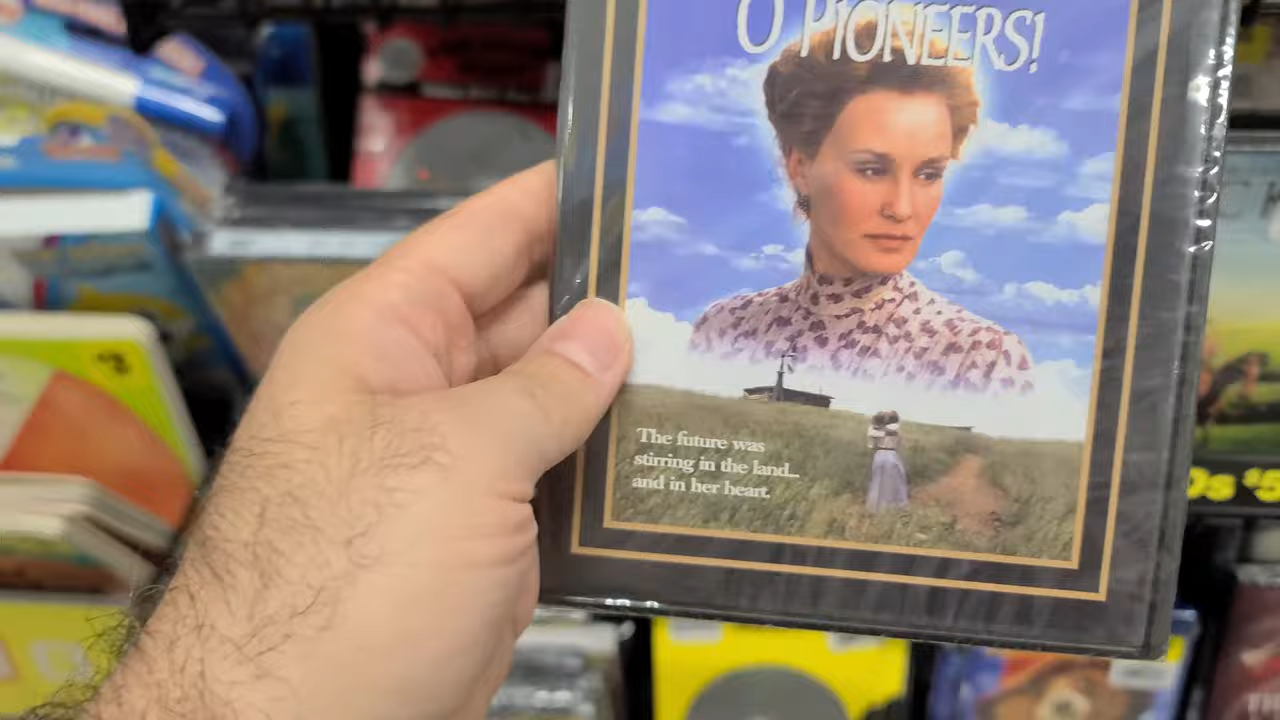 O PIONEERS!
The future was
stirring in the land...
and in her heart.